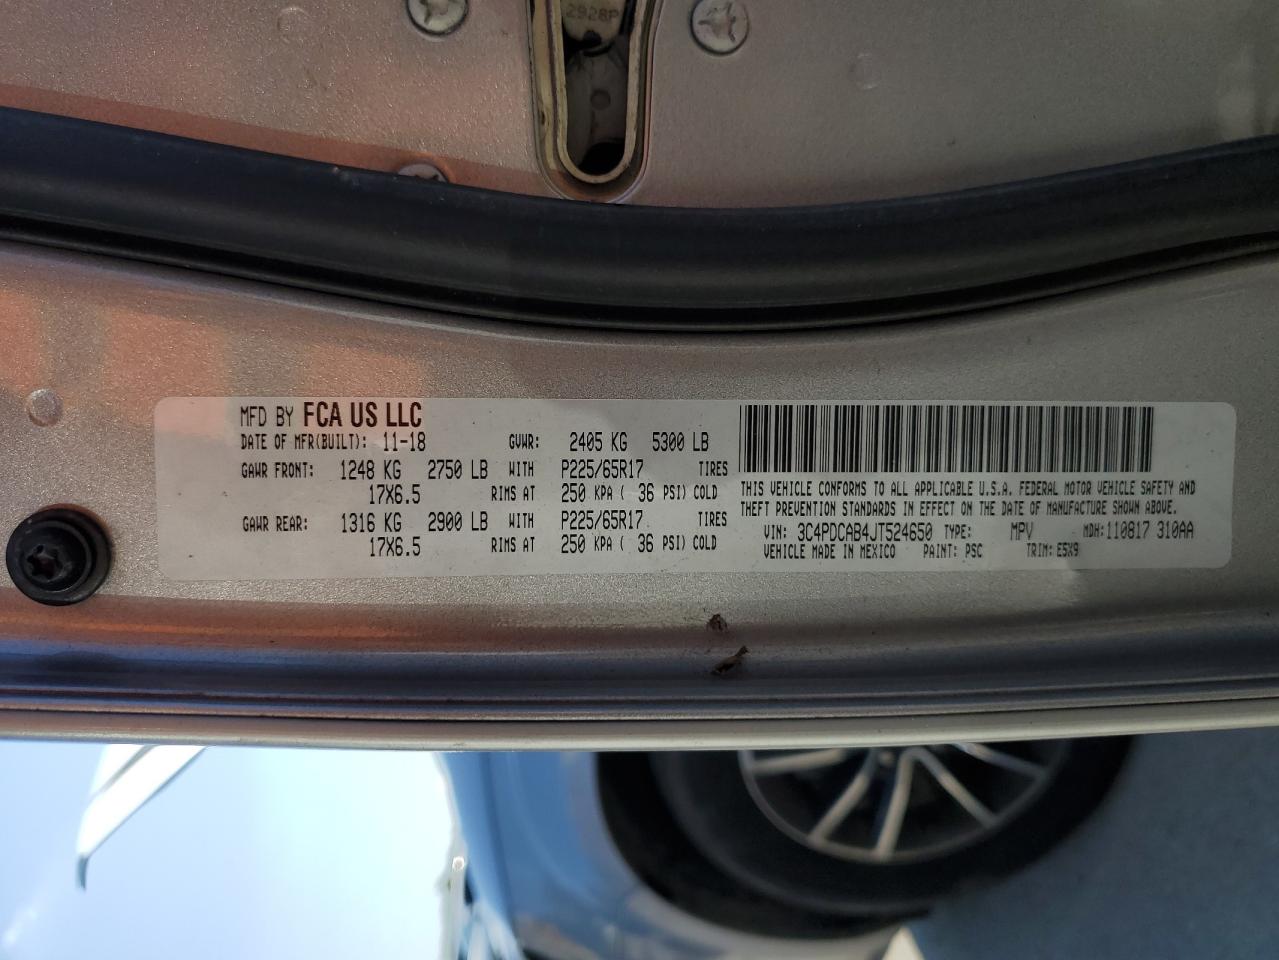 2928P
MFD BY FCA US LLC
DATE OF MFR(BUILT): 11-18 GVWR: 2405 KG 5300 LB
GAWR FRONT: 1248 KG 2750 LB WITH P225/65R17 TIRES
17X6.5 RIMS AT 250 KPA ( 36 PSI) COLD
GAWR REAR: 1316 KG 2900 LB WITH P225/65R17 TIRES
17X6.5 RIMS AT 250 KPA ( 36 PSI) COLD
THIS VEHICLE CONFORMS TO ALL APPLICABLE U.S.A. FEDERAL MOTOR VEHICLE SAFETY AND
THEFT PREVENTION STANDARDS IN EFFECT ON THE DATE OF MANUFACTURE SHOWN ABOVE.
VIN: 3C4PDCAB4JT524650 TYPE: MPV MDH: 110817 310AA
VEHICLE MADE IN MEXICO PAINT: PSC TRIM: E5X9